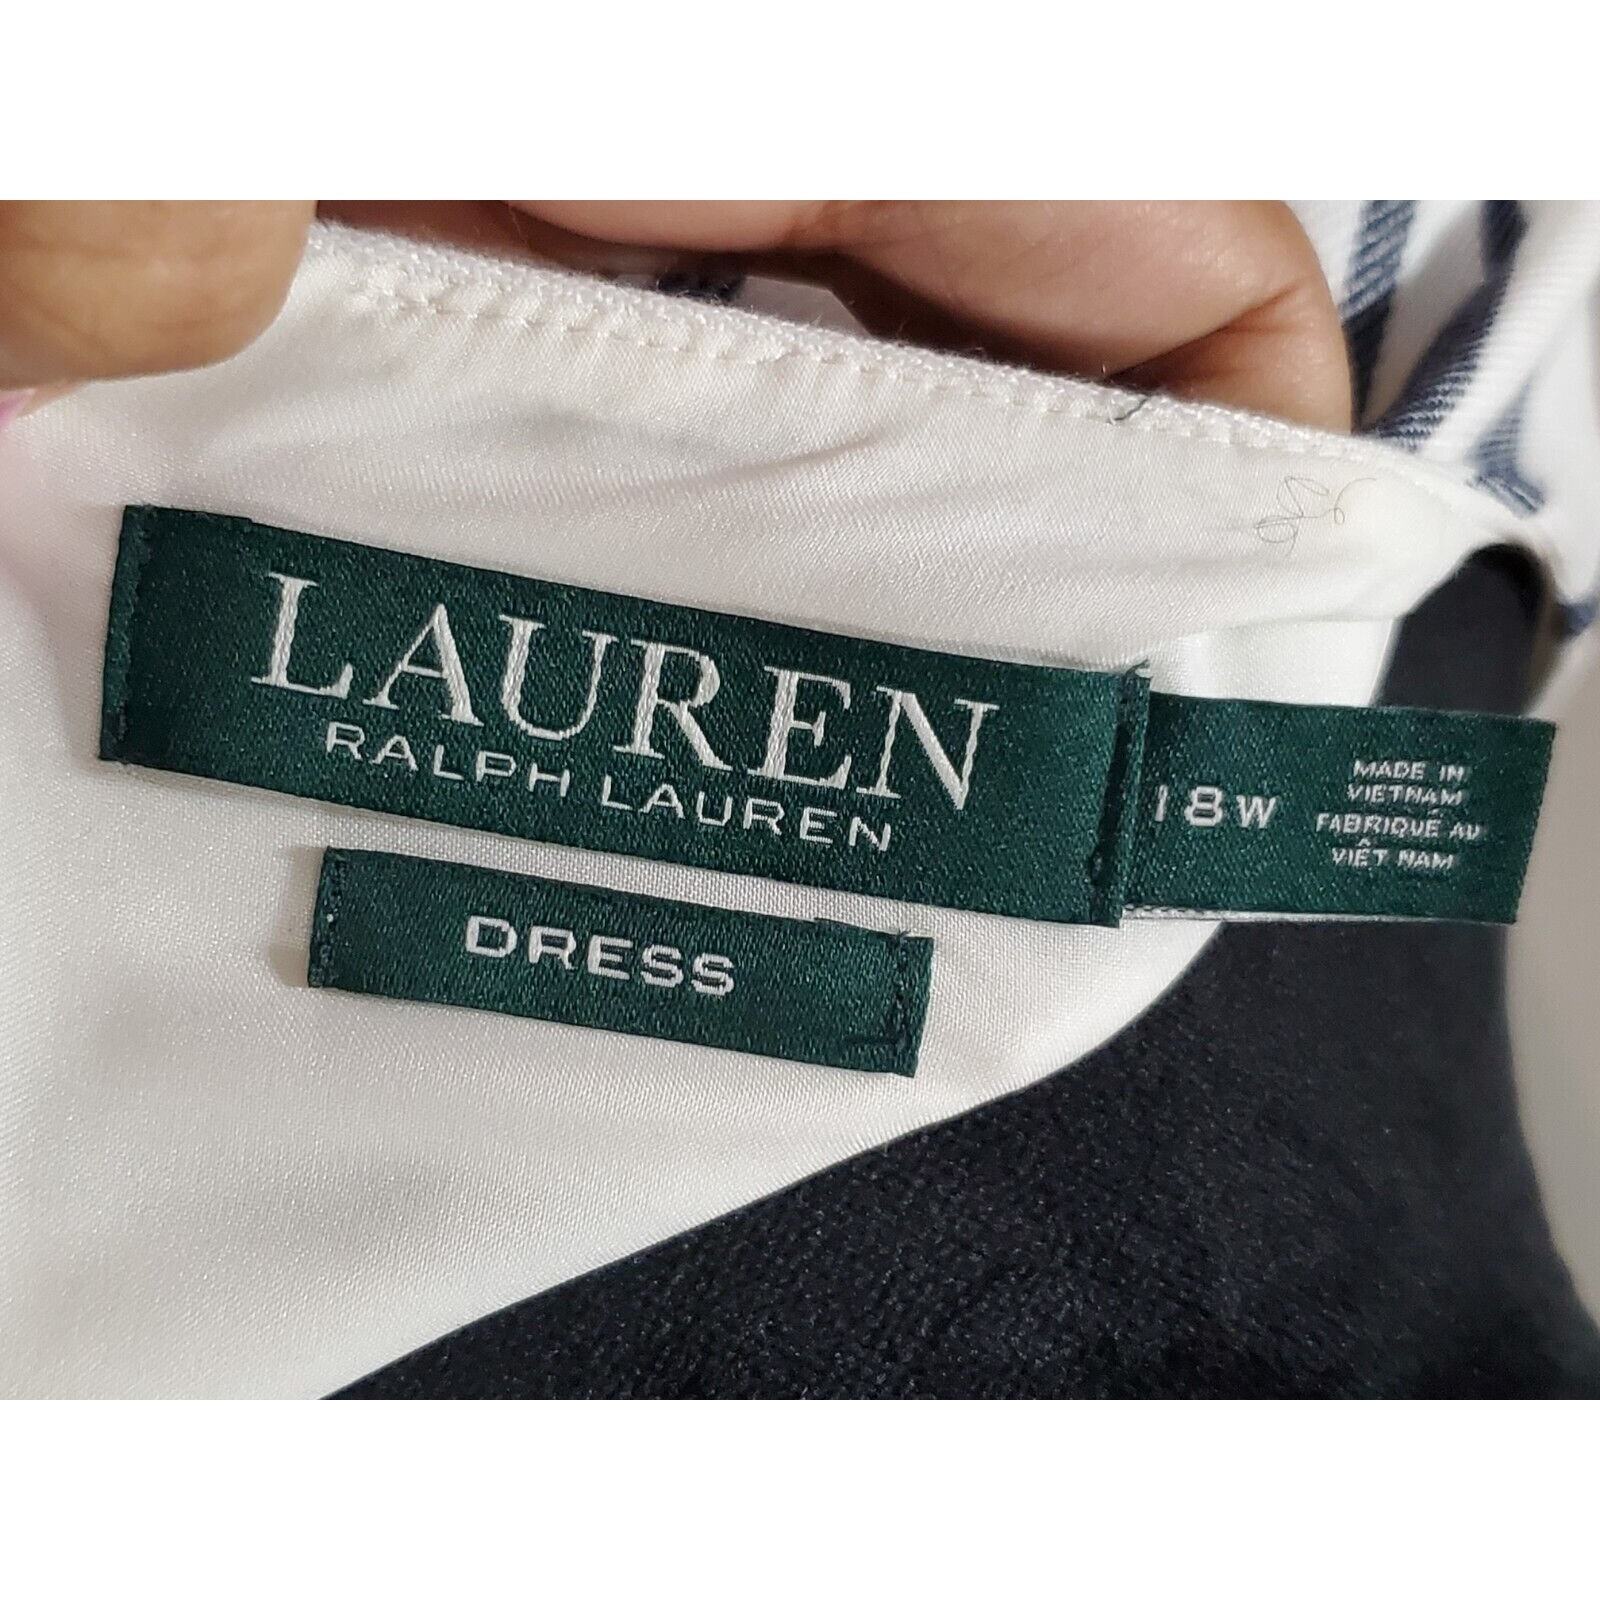 LAUREN
RALPH LAUREN
DRESS
18W
MADE IN
VIETNAM
FABRIQUÉ AU
VIÊT NAM